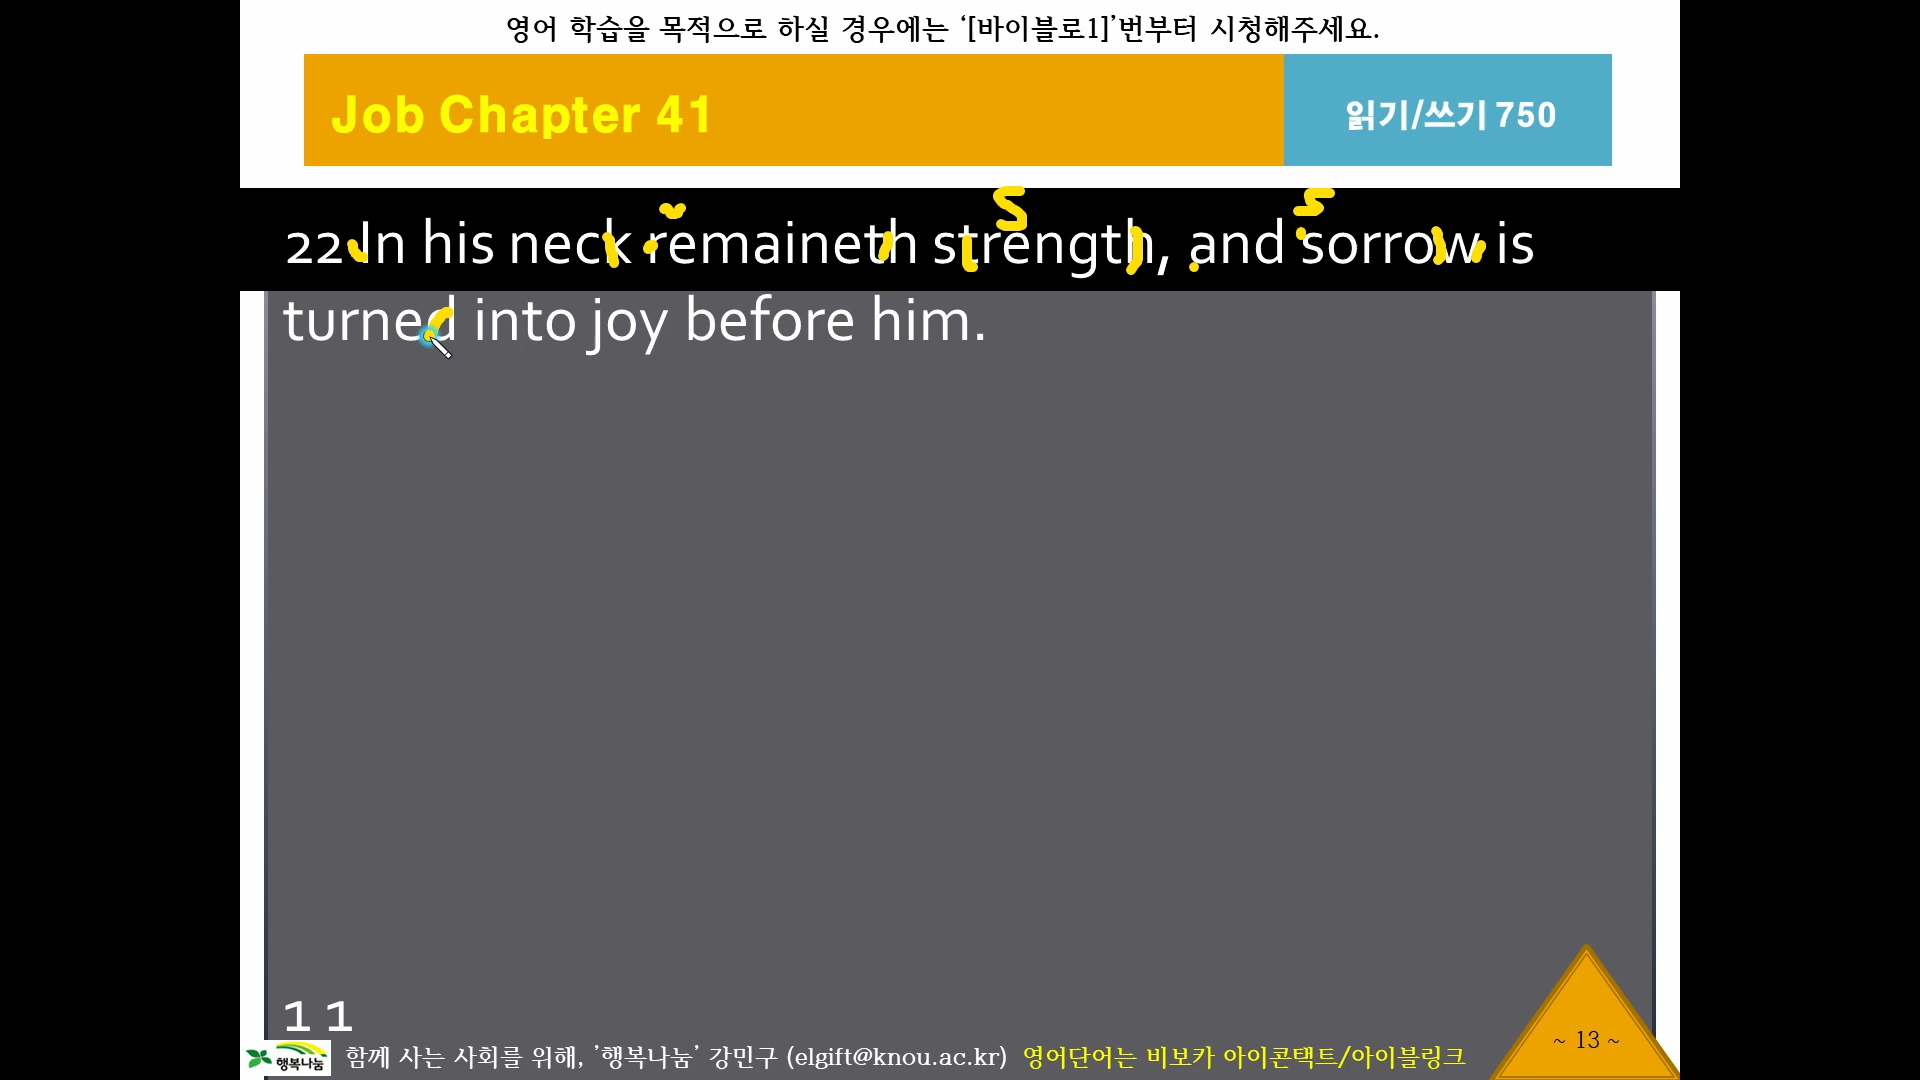 영어 학습을 목적으로 하실 경우에는 ‘[바이블로1]’번부터 시청해주세요.
Job Chapter 41
읽기/쓰기 750
22 In his neck remaineth strength, and sorrow is
turned into joy before him.
11
~ 13 ~
행복나눔
함께 사는 사회를 위해, ’행복나눔’ 강민구 (elgift@knou.ac.kr) 영어단어는 비보카 아이콘택트/아이블링크